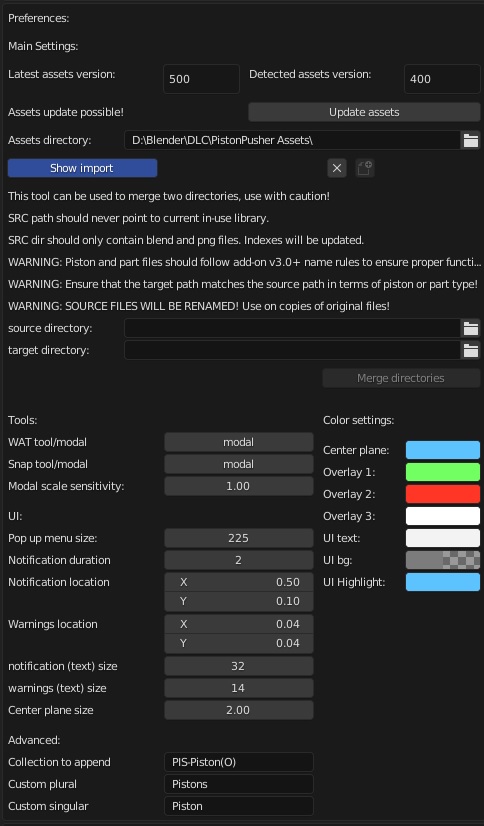 Preferences:
Main Settings:
Latest assets version: 500 Detected assets version: 400
Assets update possible! Update assets
Assets directory: D:\Blender\DLC\PistonPusher Assets\
Show import
This tool can be used to merge two directories, use with caution!
SRC path should never point to current in-use library.
SRC dir should only contain blend and png files. Indexes will be updated.
WARNING: Piston and part files should follow add-on v3.0+ name rules to ensure proper functi...
WARNING: Ensure that the target path matches the source path in terms of piston or part type!
WARNING: SOURCE FILES WILL BE RENAMED! Use on copies of original files!
source directory:
target directory:
Merge directories
Tools:
WAT tool/modal modal
Snap tool/modal modal
Modal scale sensitivity: 1.00
UI:
Pop up menu size: 225
Notification duration 2
Notification location X 0.50
Y 0.10
Warnings location X 0.04
Y 0.04
notification (text) size 32
warnings (text) size 14
Center plane size 2.00
Color settings:
Center plane:
Overlay 1:
Overlay 2:
Overlay 3:
UI text:
UI bg:
UI Highlight:
Advanced:
Collection to append PIS-Piston(O)
Custom plural Pistons
Custom singular Piston